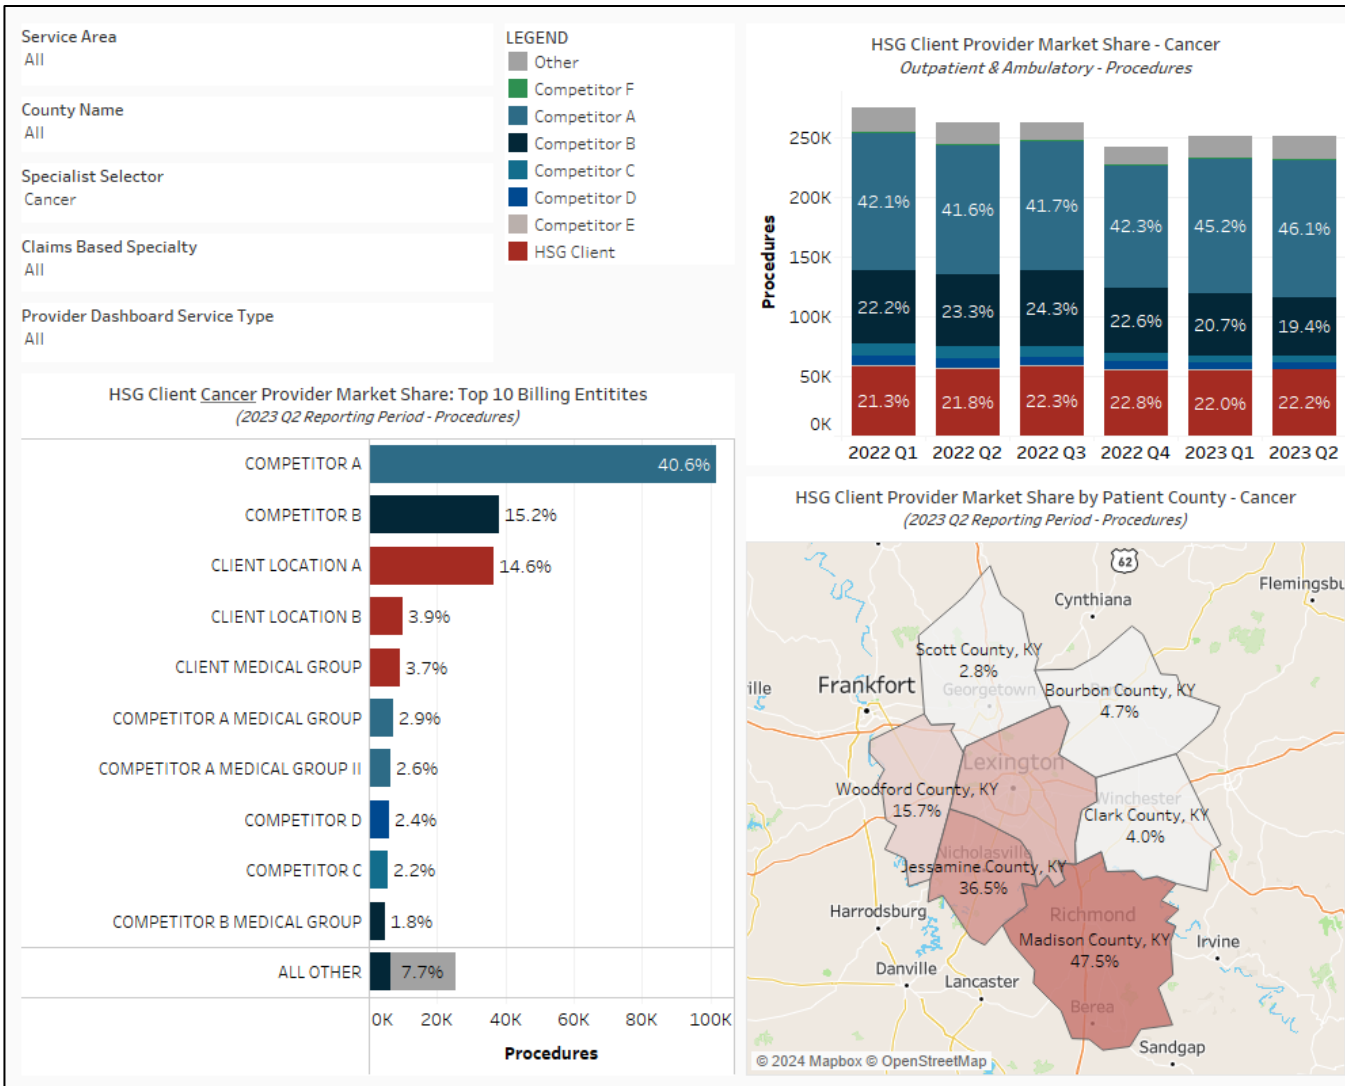 Service Area
All
County Name
All
Specialist Selector
Cancer
Claims Based Specialty
All
Provider Dashboard Service Type
All
LEGEND
Other
Competitor F
Competitor A
Competitor B
Competitor C
Competitor D
Competitor E
HSG Client
HSG Client Provider Market Share - Cancer
Outpatient & Ambulatory - Procedures
Procedures
250K
200K
150K
100K
50K
0K
42.1%
41.6%
41.7%
42.3%
45.2%
46.1%
22.2%
23.3%
24.3%
22.6%
20.7%
19.4%
21.3%
21.8%
22.3%
22.8%
22.0%
22.2%
2022 Q1
2022 Q2
2022 Q3
2022 Q4
2023 Q1
2023 Q2
HSG Client Cancer Provider Market Share: Top 10 Billing Entitites
(2023 Q2 Reporting Period - Procedures)
COMPETITOR A
40.6%
COMPETITOR B
15.2%
CLIENT LOCATION A
14.6%
CLIENT LOCATION B
3.9%
CLIENT MEDICAL GROUP
3.7%
COMPETITOR A MEDICAL GROUP
2.9%
COMPETITOR A MEDICAL GROUP II
2.6%
COMPETITOR D
2.4%
COMPETITOR C
2.2%
COMPETITOR B MEDICAL GROUP
1.8%
ALL OTHER
7.7%
0K
20K
40K
60K
80K
100K
Procedures
HSG Client Provider Market Share by Patient County - Cancer
(2023 Q2 Reporting Period - Procedures)
62
Flemingsbu
Cynthiana
Scott County, KY
2.8%
ille
Frankfort
Georgetown
Bourbon County, KY
4.7%
Lexington
Woodford County, KY
15.7%
Winchester
Clark County, KY
4.0%
Nicholasville
Jessamine County, KY
36.5%
Harrodsburg
Richmond
Madison County, KY
47.5%
Irvine
Danville
Lancaster
Berea
Sandgap
© 2024 Mapbox © OpenStreetMap